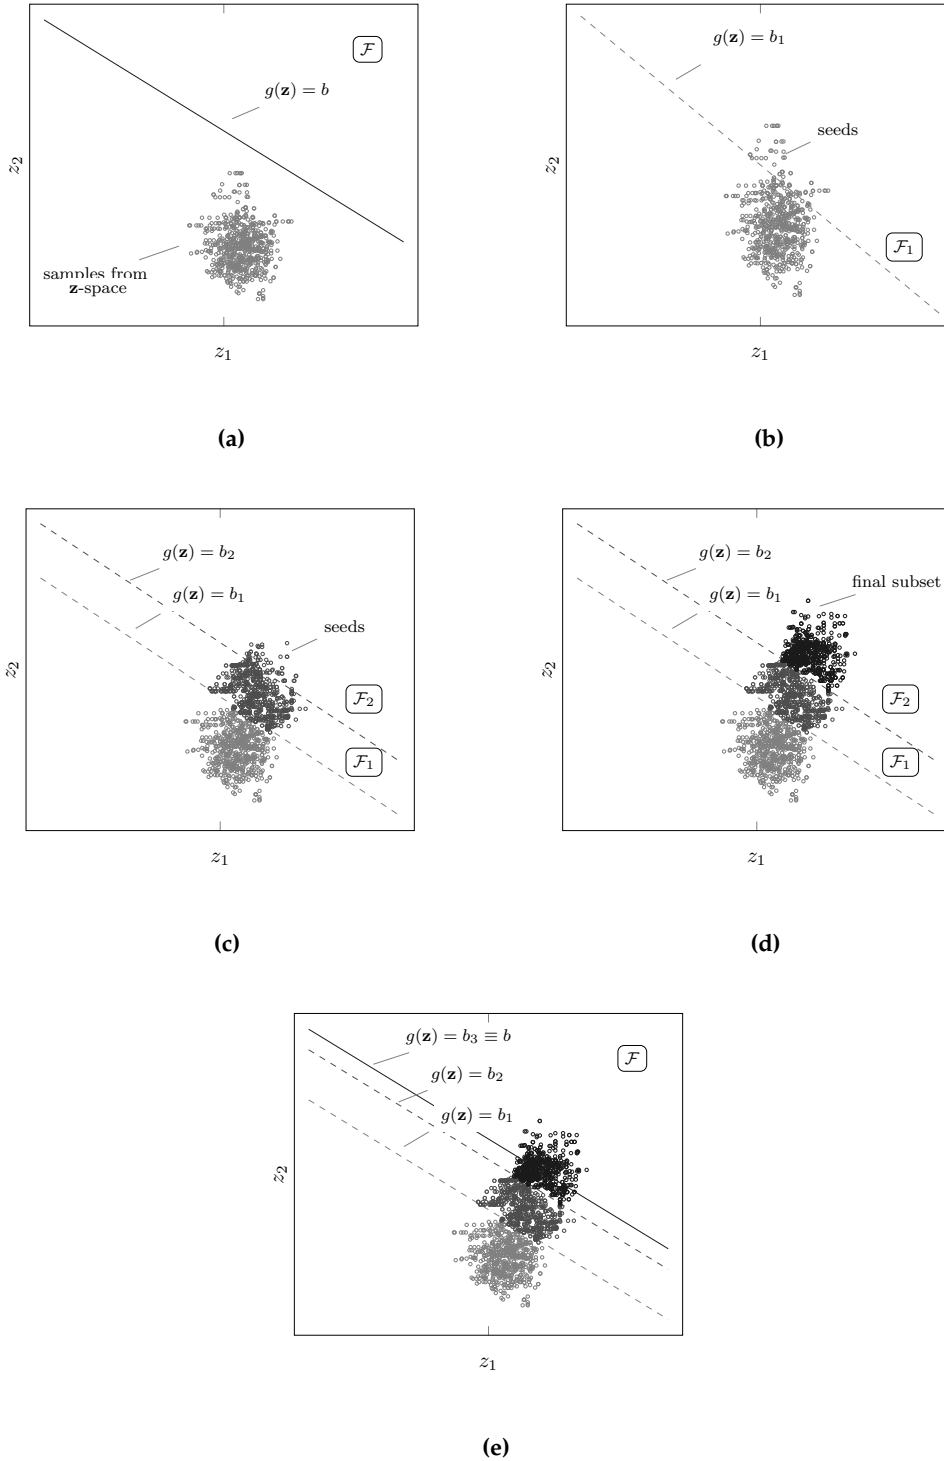 ℱ
g(z) = b
z₂
samples from
z-space
z₁
(a)
g(z) = b₁
seeds
z₂
ℱ₁
z₁
(b)
g(z) = b₂
g(z) = b₁
seeds
z₂
ℱ₂
ℱ₁
z₁
(c)
g(z) = b₂
final subset
g(z) = b₁
z₂
ℱ₂
ℱ₁
z₁
(d)
g(z) = b₃ ≡ b
ℱ
g(z) = b₂
g(z) = b₁
z₂
z₁
(e)